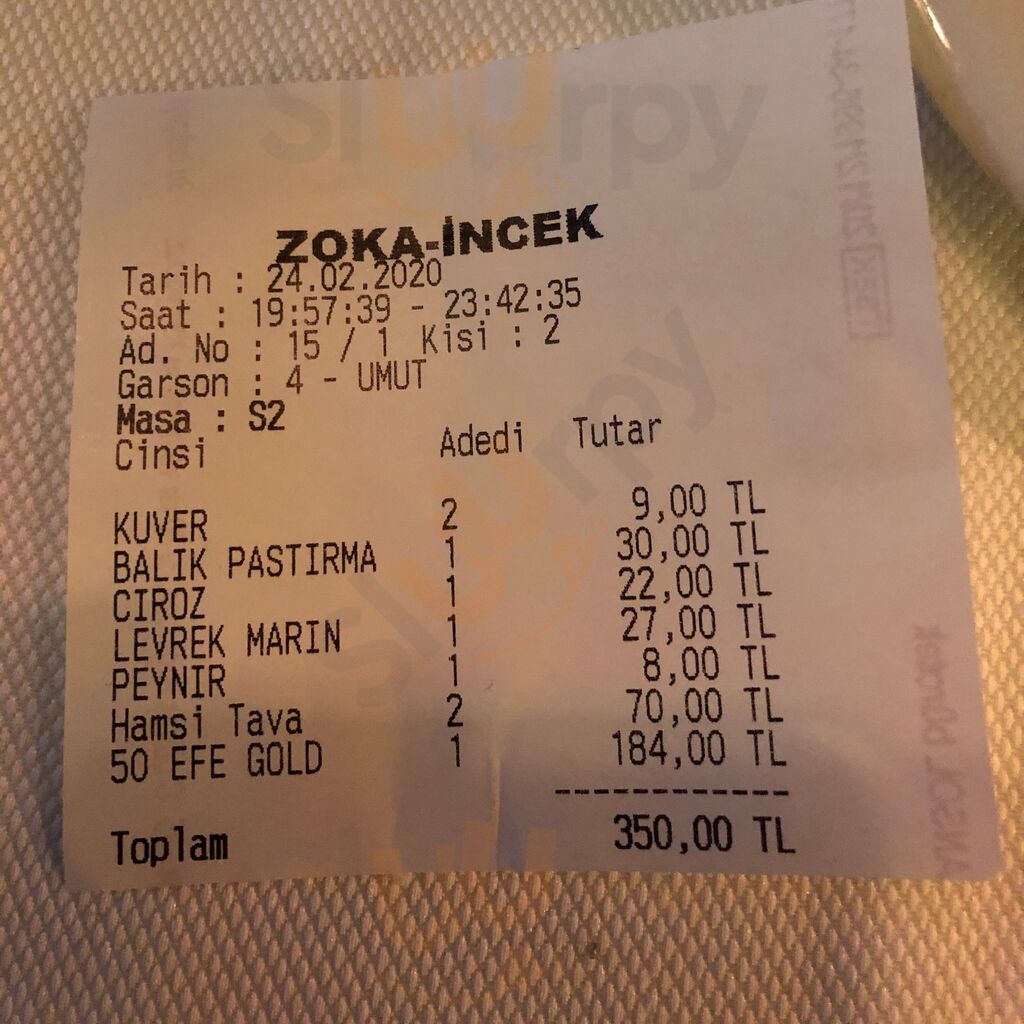 Slurpy
ZOKA-İNCEK
Tarih : 24.02.2020
Saat : 19:57:39 - 23:42:35
Ad. No : 15 / 1 Kisi : 2
Garson : 4 - UMUT
Masa : S2
Cinsi Adedi Tutar
KUVER 2 9,00 TL
BALIK PASTIRMA 1 30,00 TL
CIROZ 1 22,00 TL
LEVREK MARIN 1 27,00 TL
PEYNIR 1 8,00 TL
Hamsi Tava 2 70,00 TL
50 EFE GOLD 1 184,00 TL
------------
Toplam 350,00 TL
Slurpy